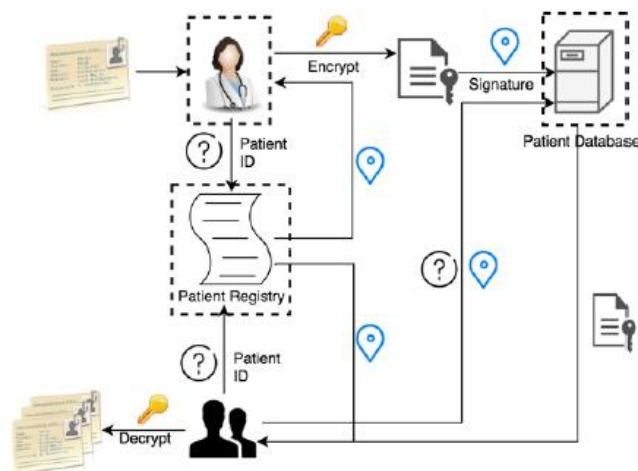 Encrypt
Signature
Patient Database
?
Patient
ID
Patient Registry
?
?
Patient
ID
Decrypt